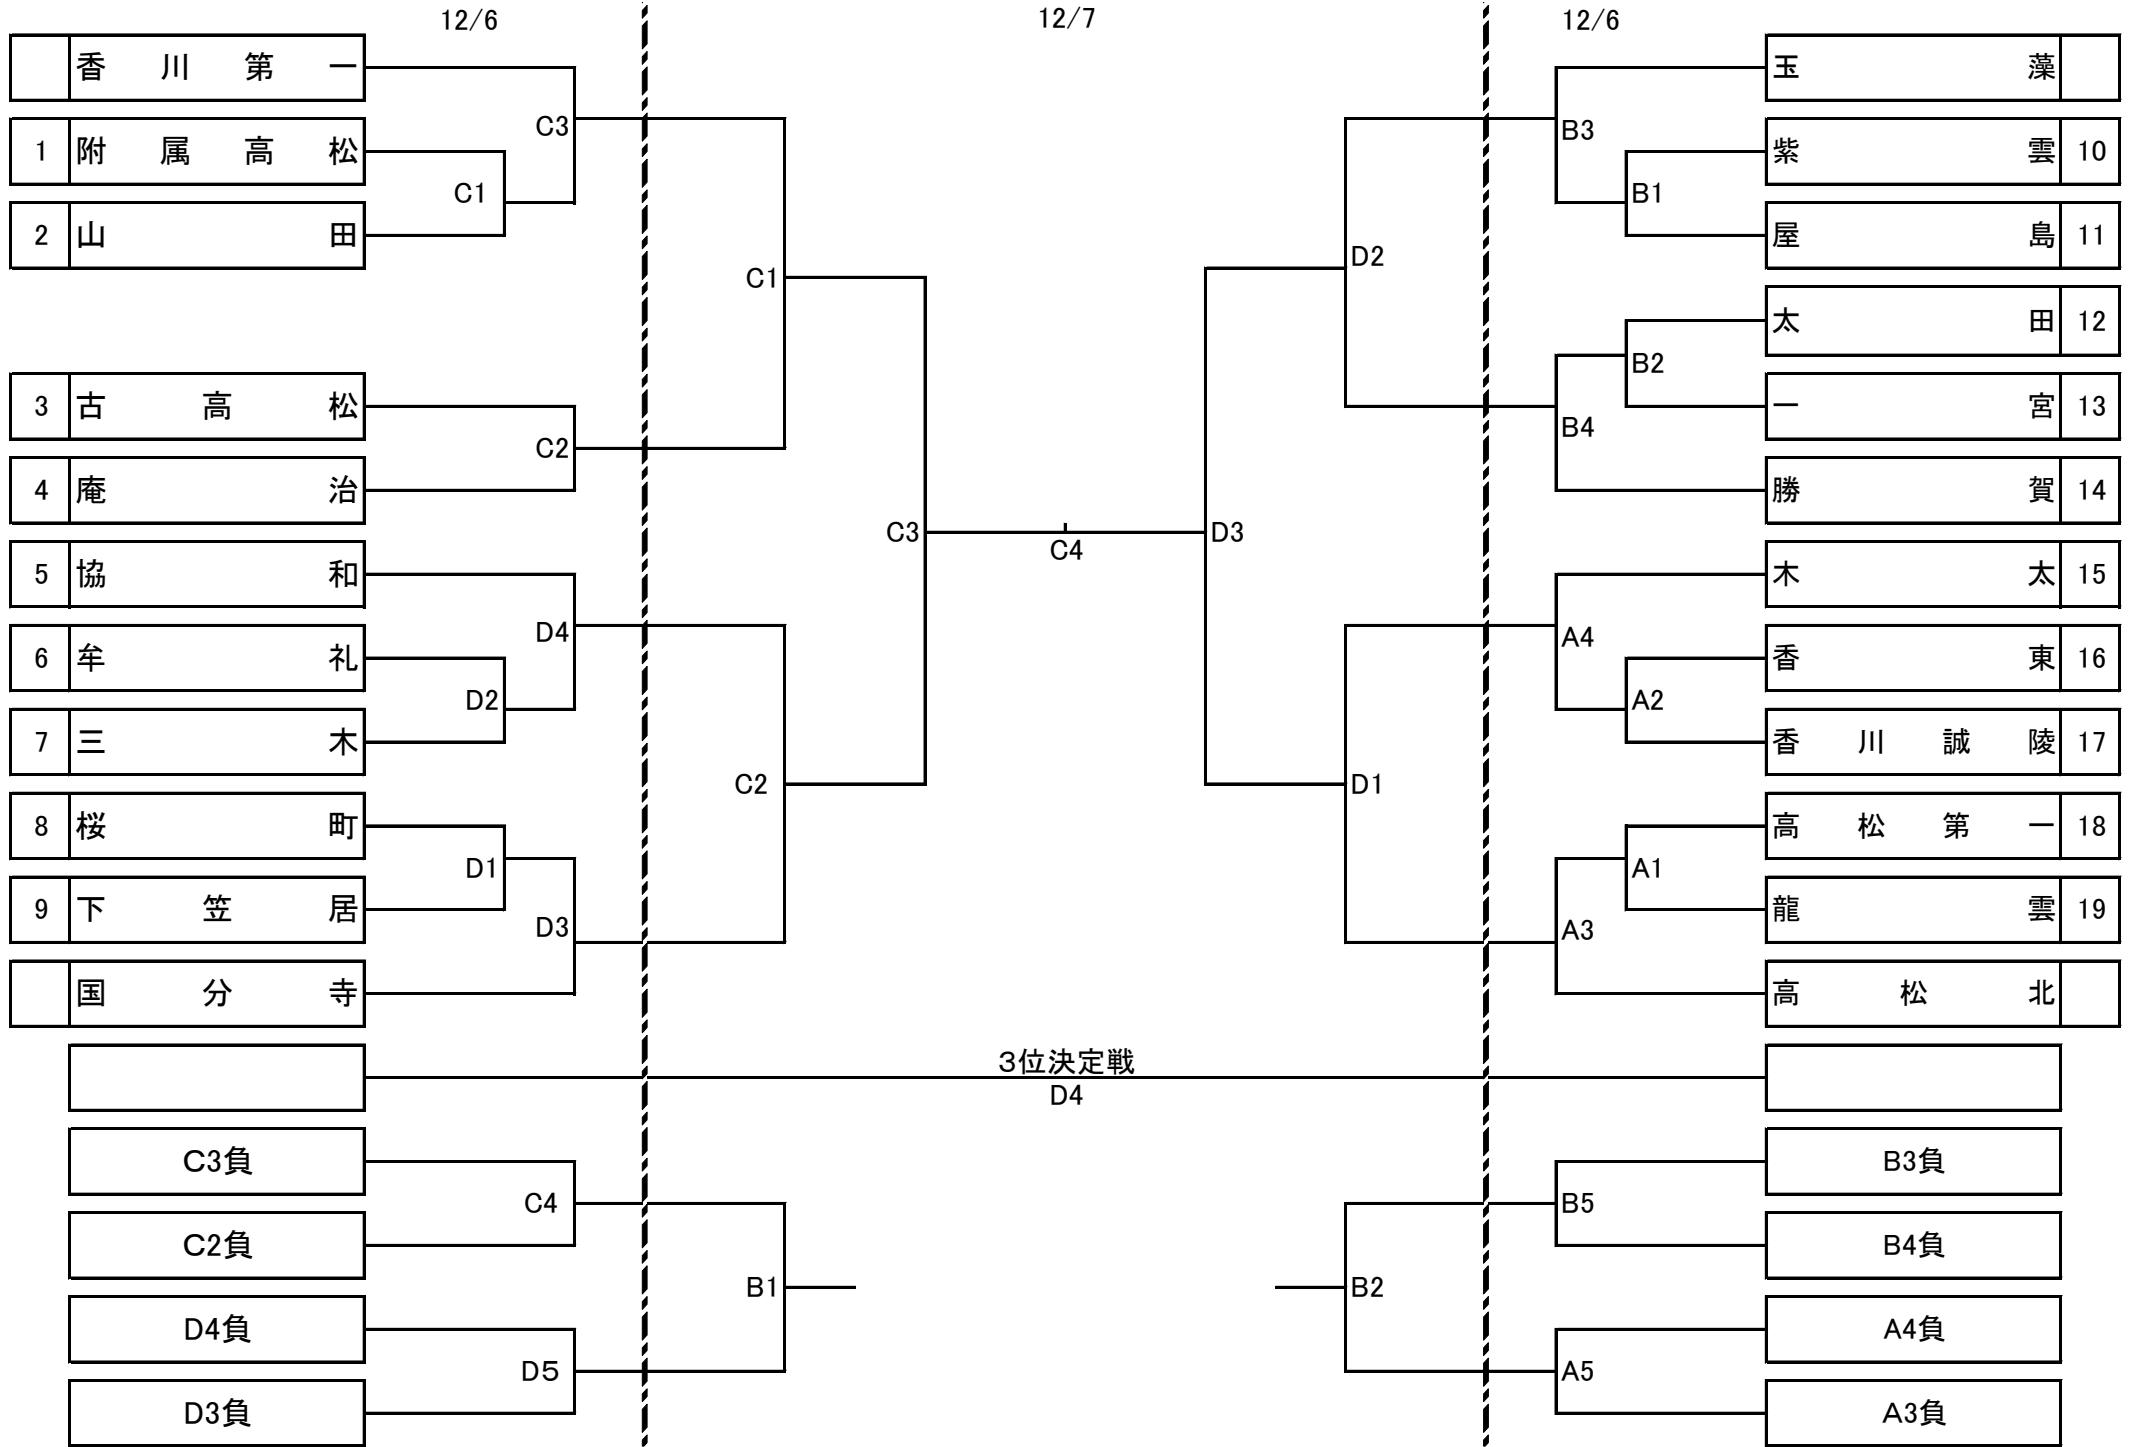 12/6 12/7 12/6
香川第一 玉藻
C3 B3
1 附属高松 紫雲 10
C1 B1
2 山田 屋島 11
C1 D2
太田 12
B2
3 古高松 一宮 13
C2 B4
4 庵治 勝賀 14
C3 C4 D3
5 協和 木太 15
D4 A4
6 牟礼 香東 16
D2 A2
7 三木 香川誠陵 17
C2 D1
8 桜町 高松第一 18
D1 A1
9 下笠居 龍雲 19
D3 A3
国分寺 高松北
3位決定戦
D4
C3負 B3負
C4 B5
C2負 B4負
B1 B2
D4負 A4負
D5 A5
D3負 A3負